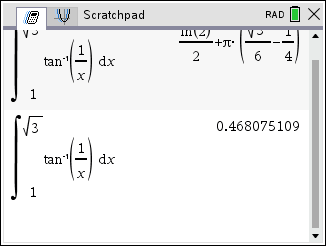 Scratchpad RAD
∫ √3 1 tan⁻¹(1/x) dx
ln(2)/2+π·(√3/6−1/4)
∫ √3 1 tan⁻¹(1/x) dx
0.468075109